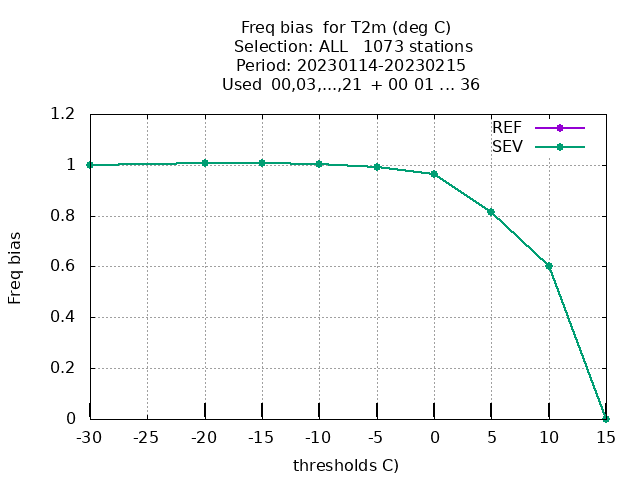 Freq bias  for T2m (deg C)
Selection: ALL   1073 stations
Period: 20230114-20230215
Used  00,03,...,21  + 00 01 ... 36
REF
SEV
1.2
1
0.8
0.6
0.4
0.2
0
Freq bias
-30 -25 -20 -15 -10 -5 0 5 10 15
thresholds C)